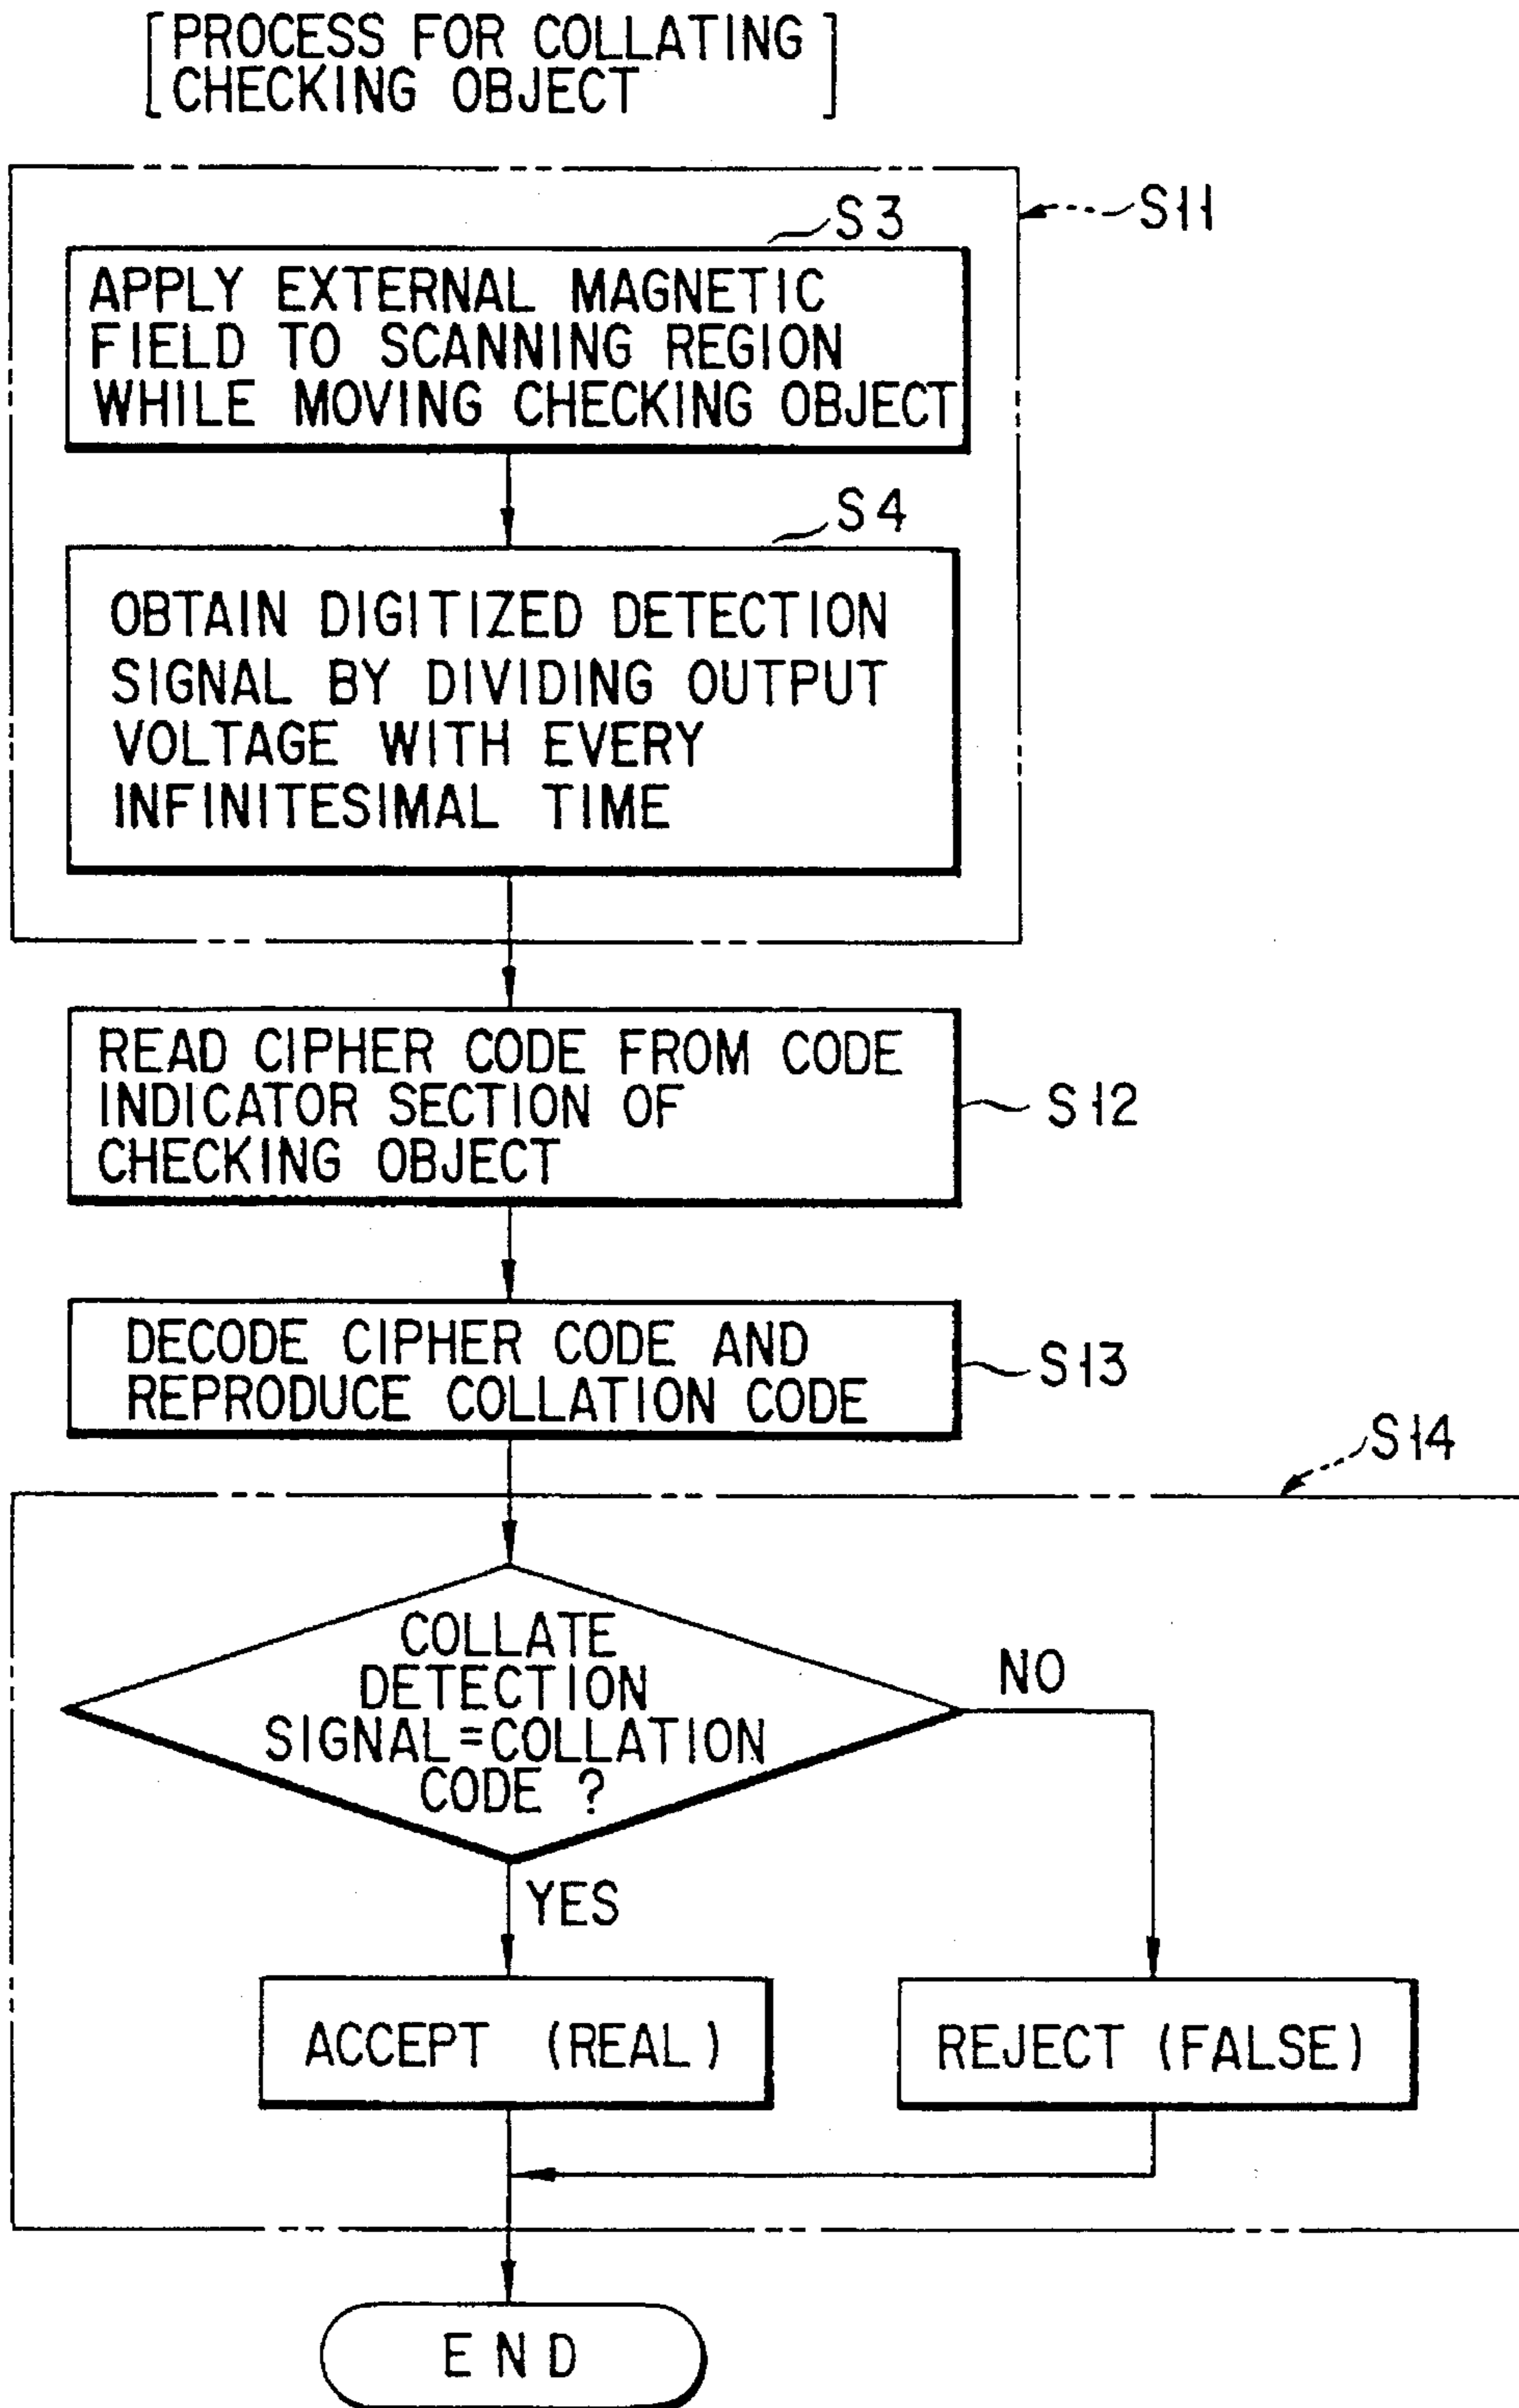 [PROCESS FOR COLLATING
CHECKING OBJECT]
S11
S3
APPLY EXTERNAL MAGNETIC
FIELD TO SCANNING REGION
WHILE MOVING CHECKING OBJECT
S4
OBTAIN DIGITIZED DETECTION
SIGNAL BY DIVIDING OUTPUT
VOLTAGE WITH EVERY
INFINITESIMAL TIME
READ CIPHER CODE FROM CODE
INDICATOR SECTION OF
CHECKING OBJECT
S12
DECODE CIPHER CODE AND
REPRODUCE COLLATION CODE
S13
S14
COLLATE
DETECTION
SIGNAL=COLLATION
CODE ?
NO
YES
ACCEPT (REAL)
REJECT (FALSE)
END